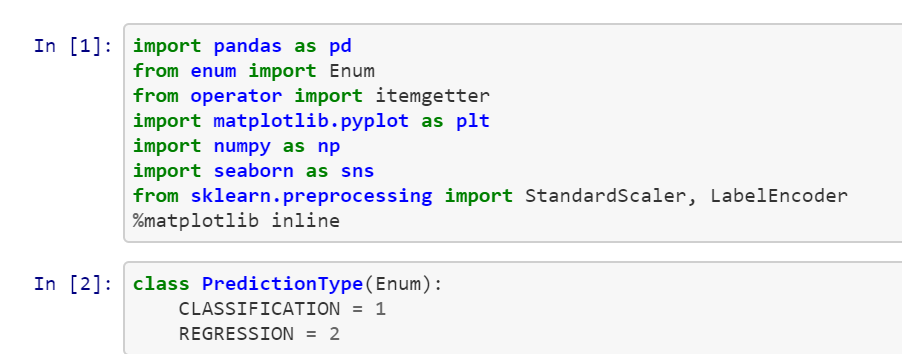 In [1]: import pandas as pd
from enum import Enum
from operator import itemgetter
import matplotlib.pyplot as plt
import numpy as np
import seaborn as sns
from sklearn.preprocessing import StandardScaler, LabelEncoder
%matplotlib inline
In [2]: class PredictionType(Enum):
    CLASSIFICATION = 1
    REGRESSION = 2